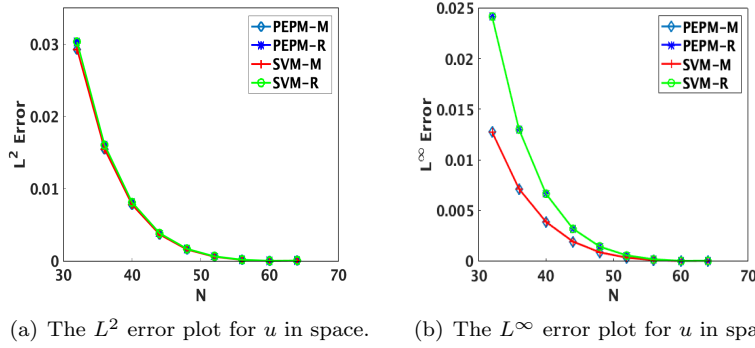 PEPM-M
PEPM-R
SVM-M
SVM-R
0.03
0.02
0.01
0
L² Error
30 40 50 60 70
N
(a) The L² error plot for u in space.
0.025
0.02
0.015
0.01
0.005
0
L∞ Error
PEPM-M
PEPM-R
SVM-M
SVM-R
30 40 50 60 70
N
(b) The L∞ error plot for u in spa